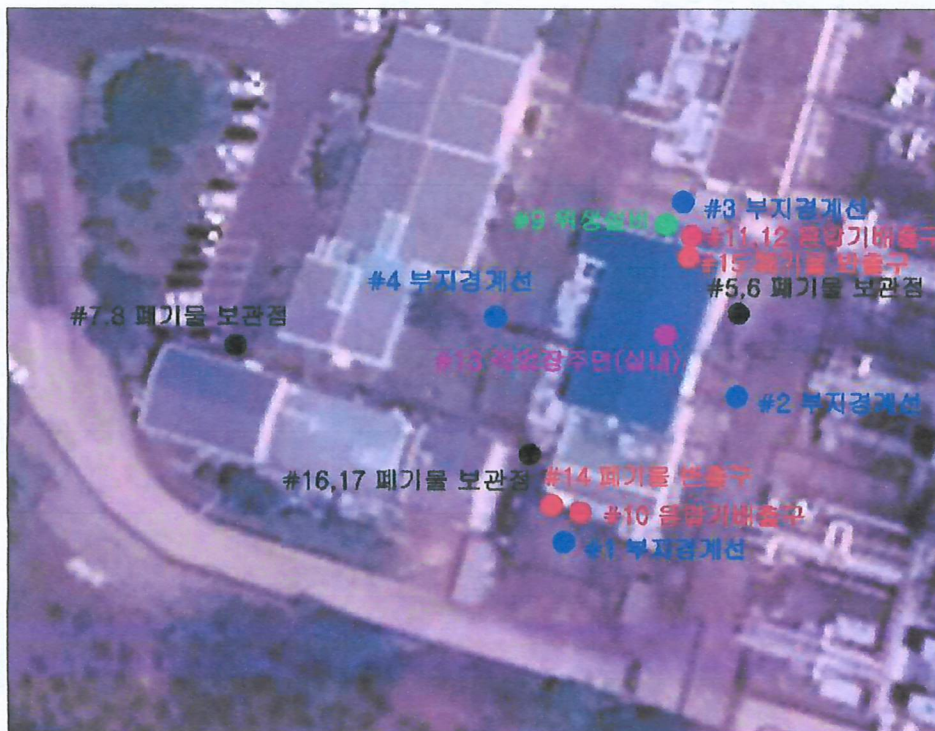 #3 부지경계선
#9 위생설비
#11,12 음압기배출구
#15 폐기물 반출구
#4 부지경계선
#5,6 폐기물 보관점
#7,8 폐기물 보관점
#13 작업장주변(실내)
#2 부지경계선
#14 폐기물 반출구
#16,17 폐기물 보관점
#10 음압기배출구
#1 부지경계선